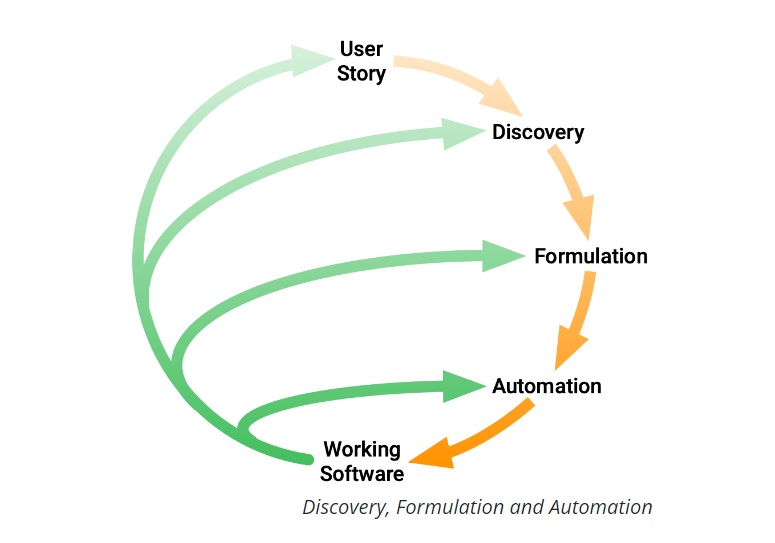 User
Story
Discovery
Formulation
Automation
Working
Software
Discovery, Formulation and Automation